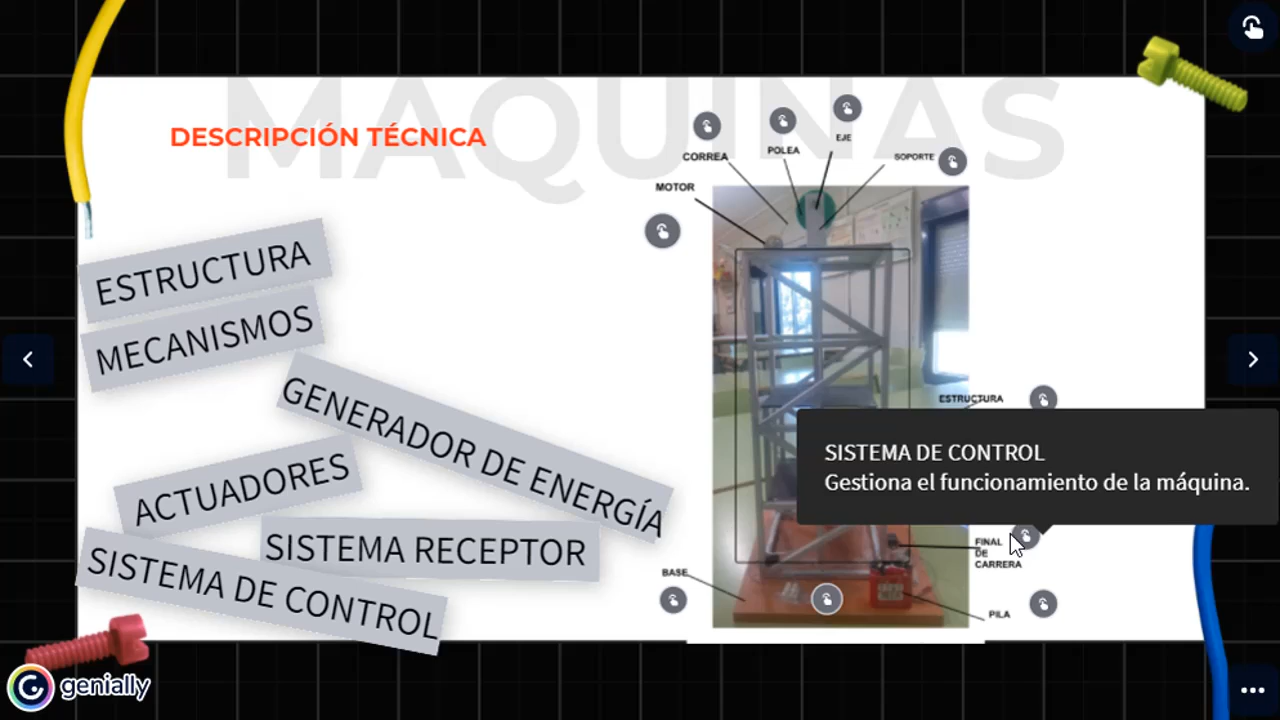 MAQUINAS
DESCRIPCIÓN TÉCNICA
CORREA
POLEA
EJE
SOPORTE
MOTOR
ESTRUCTURA
MECANISMOS
GENERADOR DE ENERGÍA
ACTUADORES
SISTEMA RECEPTOR
SISTEMA DE CONTROL
ESTRUCTURA
SISTEMA DE CONTROL
Gestiona el funcionamiento de la máquina.
FINAL
DE
CARRERA
BASE
PILA
genially